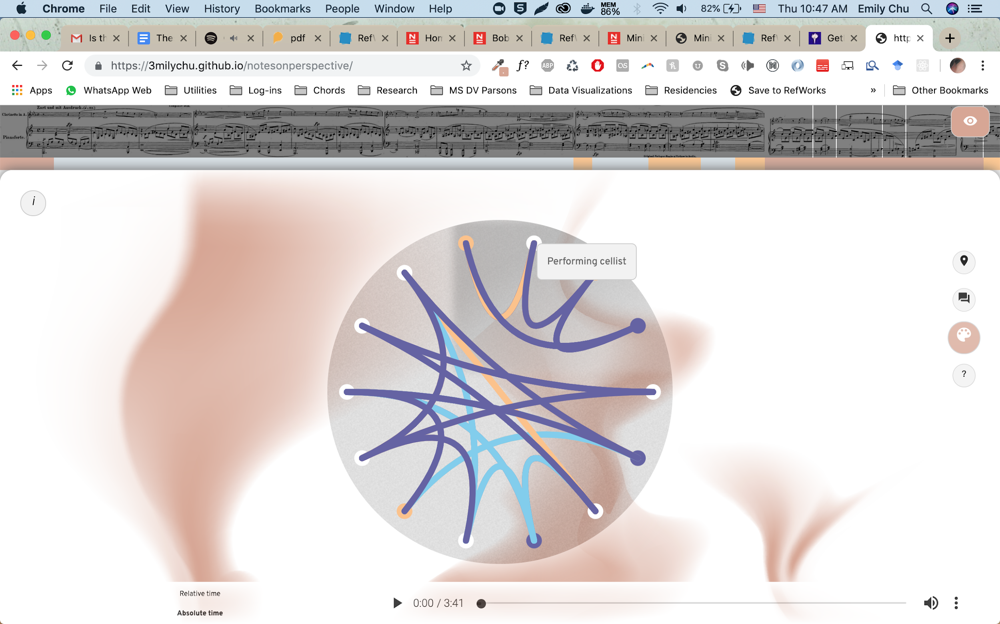 Chrome File Edit View History Bookmarks People Window Help MEM 86% 82% Thu 10:47 AM Emily Chu
Is th The pdf Ref Hom Bob Ref Mini Mini Ref Get http
https://3milychu.github.io/notesonperspective/ f? ABP
Apps WhatsApp Web Utilities Log-ins Chords Research MS DV Parsons Data Visualizations Residencies Save to RefWorks » Other Bookmarks
Zart und mit Ausdruck.
Clarinetto in A.
Pianoforte.
i
Performing cellist
?
Relative time
0:00 / 3:41
Absolute time